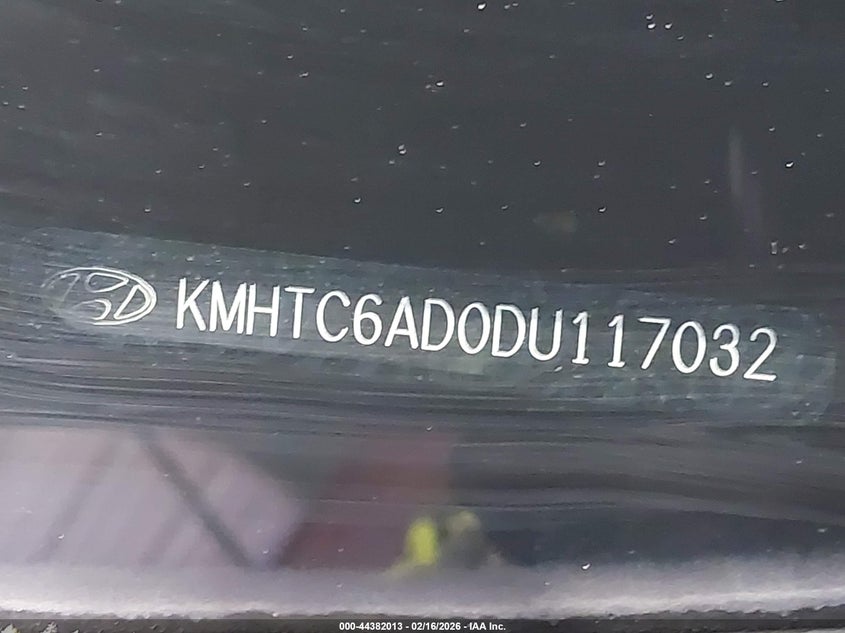 KMHTC6AD0DU117032
000-44382013 - 02/16/2026 - IAA Inc.